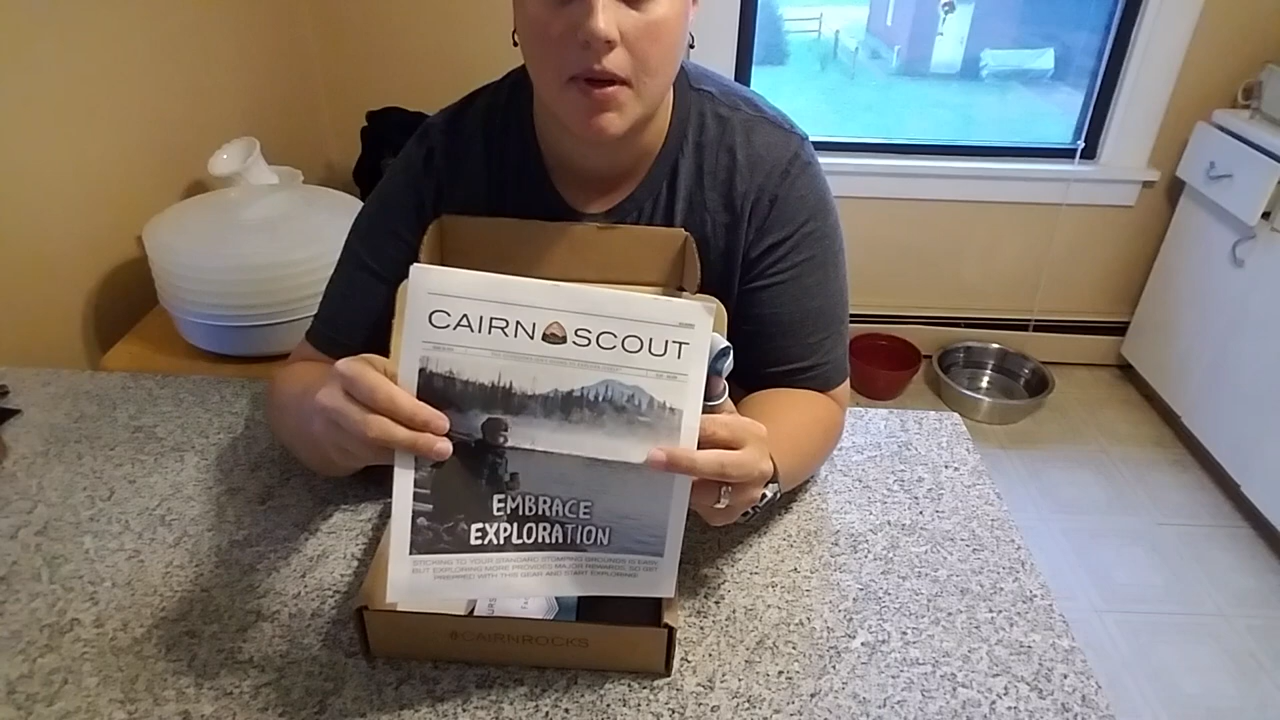 CAIRN SCOUT
EMBRACE
EXPLORATION
STICKING TO YOUR STANDARD STOMPING GROUNDS IS EASY
BUT EXPLORING MORE PROVIDES MAJOR REWARDS, SO GET
PREPPED WITH THIS GEAR AND START EXPLORING
#CAIRNROCKS